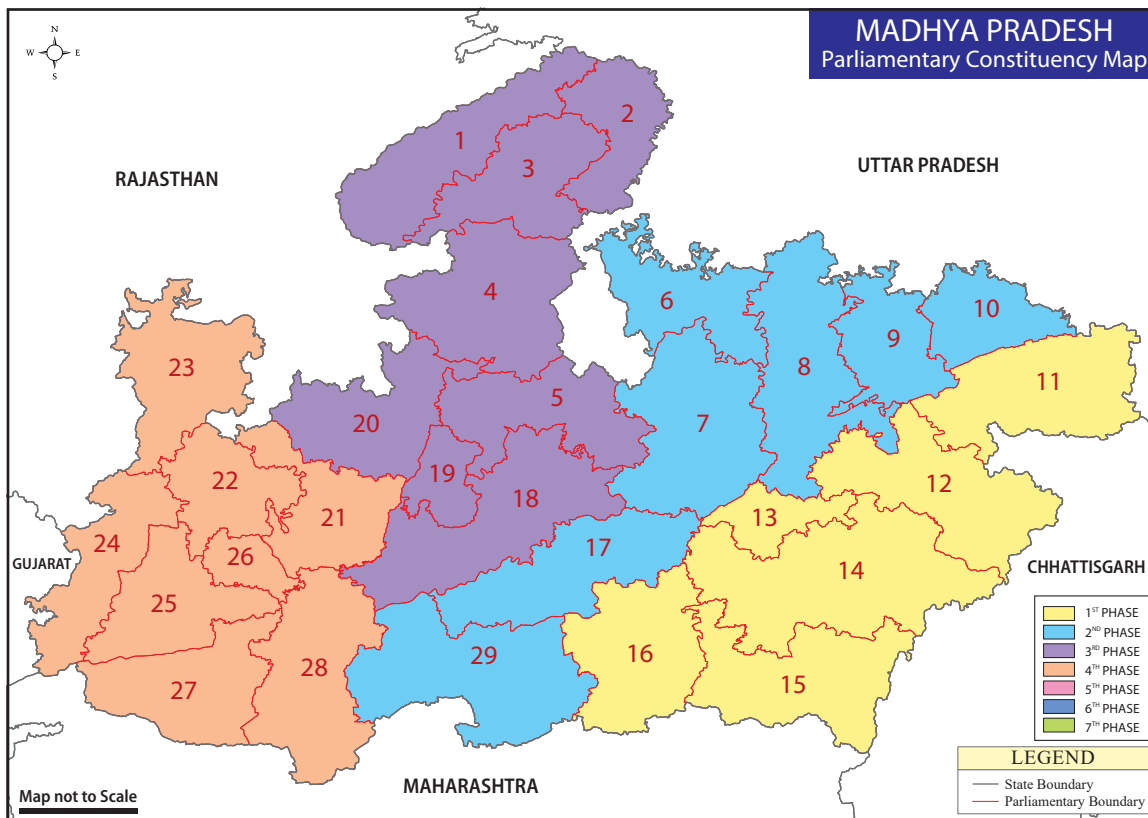 MADHYA PRADESH
Parliamentary Constituency Map
N
W E
S
RAJASTHAN
UTTAR PRADESH
1
2
3
4
5
6
7
8
9
10
11
12
13
14
15
16
17
18
19
20
21
22
23
24
25
26
27
28
29
GUJARAT
CHHATTISGARH
MAHARASHTRA
1ST PHASE
2ND PHASE
3RD PHASE
4TH PHASE
5TH PHASE
6TH PHASE
7TH PHASE
LEGEND
State Boundary
Parliamentary Boundary
Map not to Scale